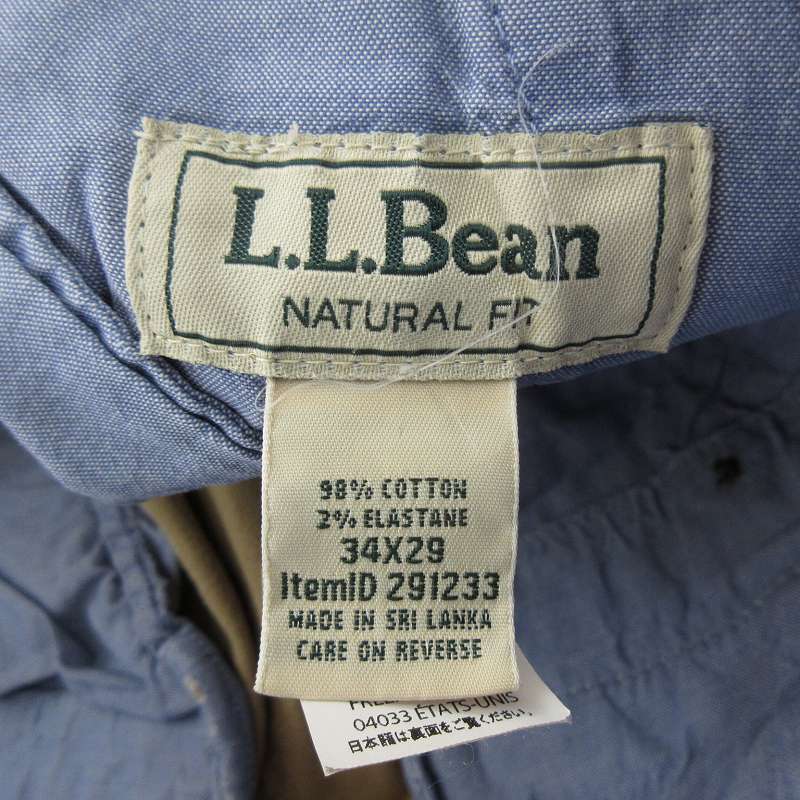 L.L.Bean
NATURAL FIT
98% COTTON
2% ELASTANE
34X29
ItemID 291233
MADE IN SRI LANKA
CARE ON REVERSE
04033 ÉTATS-UNIS
日本語は裏面をご覧ください。